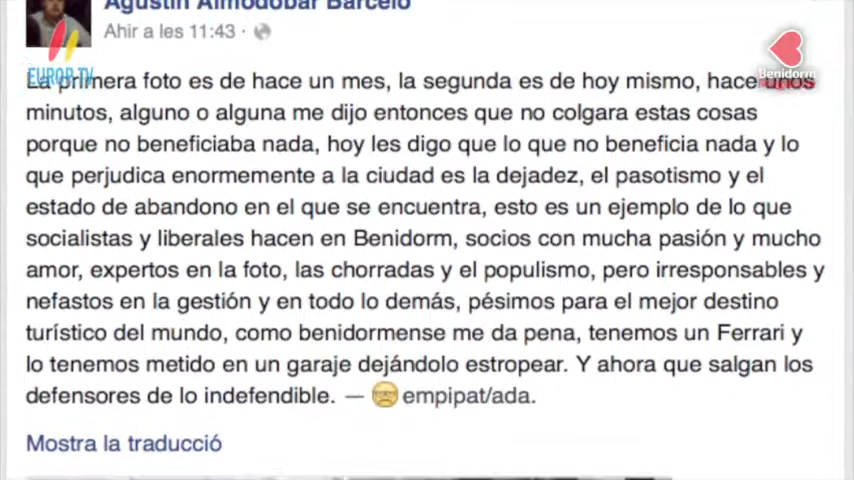 Agustín Almodóbar Barceló
Ahir a les 11:43 ·
EUROP TV
Benidorm
La primera foto es de hace un mes, la segunda es de hoy mismo, hace unos
minutos, alguno o alguna me dijo entonces que no colgara estas cosas
porque no beneficiaba nada, hoy les digo que lo que no beneficia nada y lo
que perjudica enormemente a la ciudad es la dejadez, el pasotismo y el
estado de abandono en el que se encuentra, esto es un ejemplo de lo que
socialistas y liberales hacen en Benidorm, socios con mucha pasión y mucho
amor, expertos en la foto, las chorradas y el populismo, pero irresponsables y
nefastos en la gestión y en todo lo demás, pésimos para el mejor destino
turístico del mundo, como benidormense me da pena, tenemos un Ferrari y
lo tenemos metido en un garaje dejándolo estropear. Y ahora que salgan los
defensores de lo indefendible. — empipat/ada.
Mostra la traducció